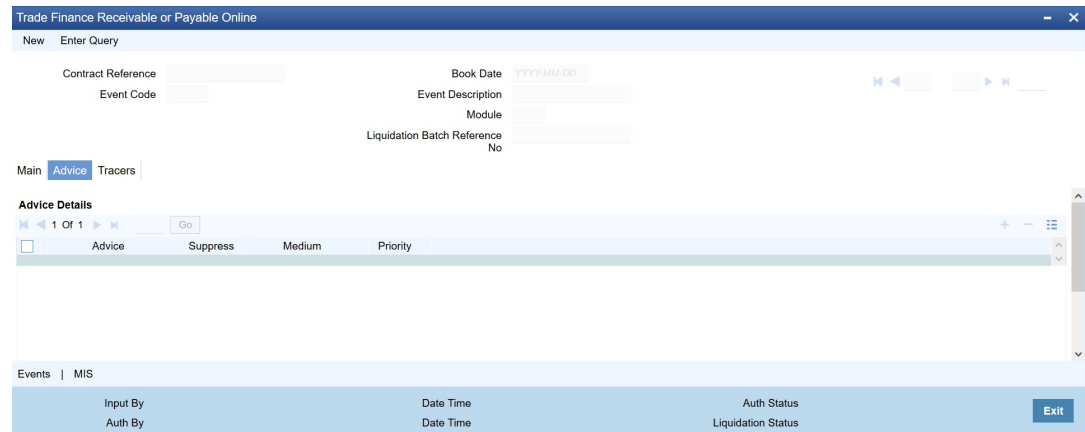 Trade Finance Receivable or Payable Online
New Enter Query
Contract Reference
Book Date YYYY-MM-DD
Event Code
Event Description
Module
Liquidation Batch Reference
No
Main Advice Tracers
Advice Details
1 Of 1 Go
Advice Suppress Medium Priority
Events | MIS
Input By Date Time Auth Status
Auth By Date Time Liquidation Status
Exit